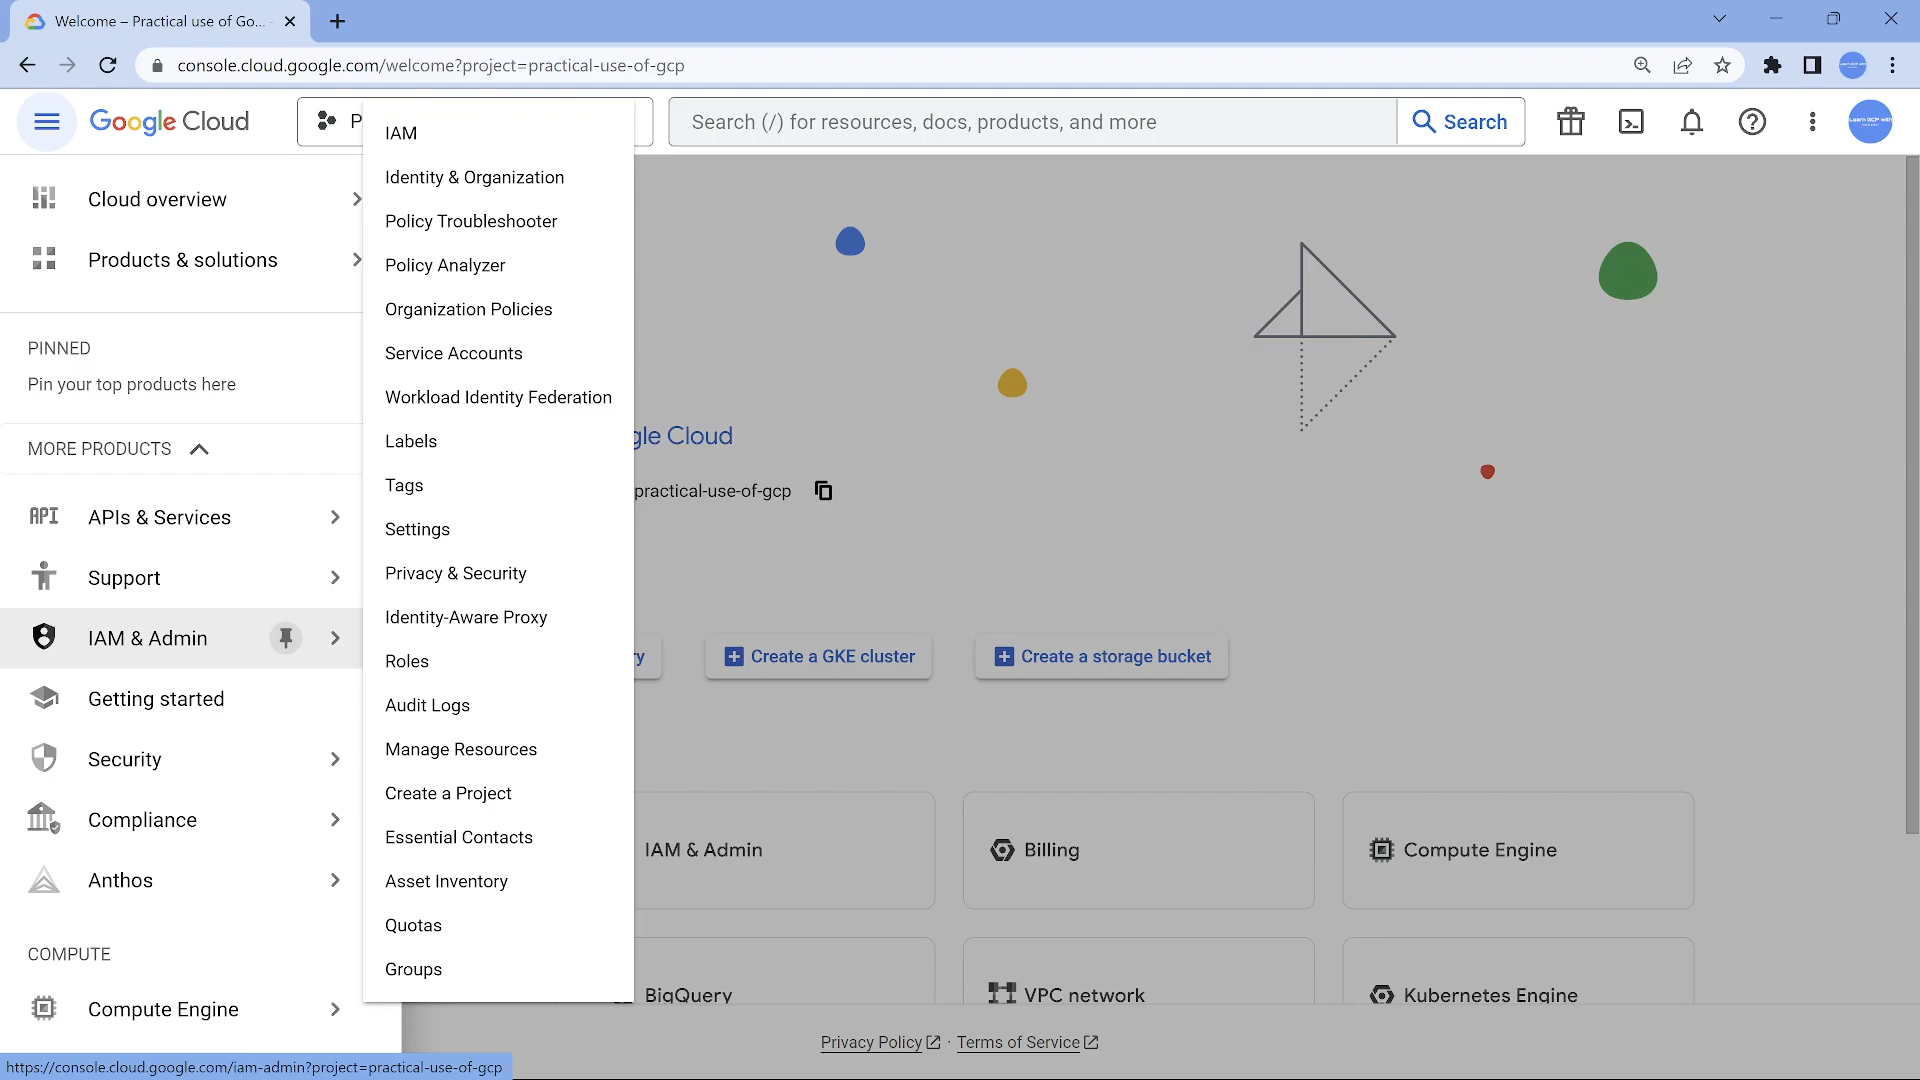 Welcome – Practical use of Go...
console.cloud.google.com/welcome?project=practical-use-of-gcp
Google Cloud
P
Search (/) for resources, docs, products, and more
Search
Cloud overview
Products & solutions
PINNED
Pin your top products here
MORE PRODUCTS
API APIs & Services
Support
IAM & Admin
Getting started
Security
Compliance
Anthos
COMPUTE
Compute Engine
IAM
Identity & Organization
Policy Troubleshooter
Policy Analyzer
Organization Policies
Service Accounts
Workload Identity Federation
Labels
Tags
Settings
Privacy & Security
Identity-Aware Proxy
Roles
Audit Logs
Manage Resources
Create a Project
Essential Contacts
Asset Inventory
Quotas
Groups
gle Cloud
practical-use-of-gcp
ry
Create a GKE cluster
Create a storage bucket
IAM & Admin
Billing
Compute Engine
BigQuery
VPC network
Kubernetes Engine
Privacy Policy · Terms of Service
https://console.cloud.google.com/iam-admin?project=practical-use-of-gcp